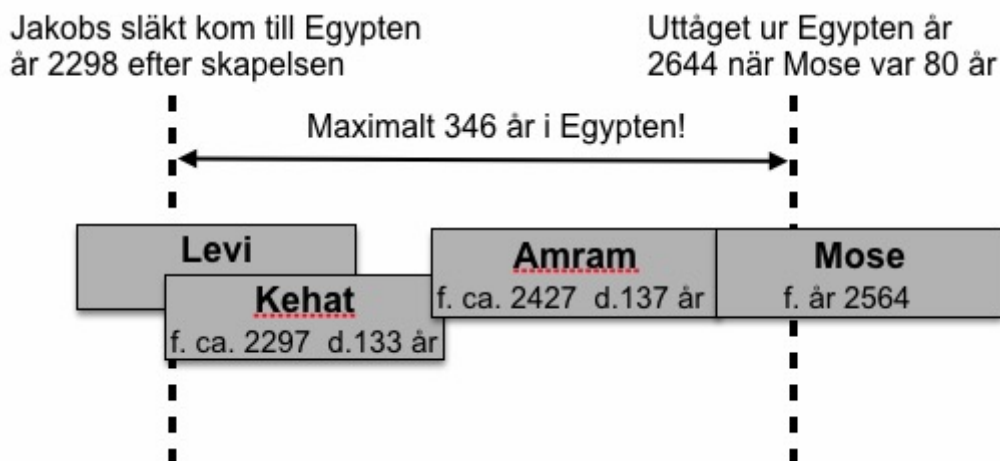 Jakobs släkt kom till Egypten
år 2298 efter skapelsen
Uttåget ur Egypten år
2644 när Mose var 80 år
Maximalt 346 år i Egypten!
Levi
Kehat
f. ca. 2297 d.133 år
Amram
f. ca. 2427 d.137 år
Mose
f. år 2564